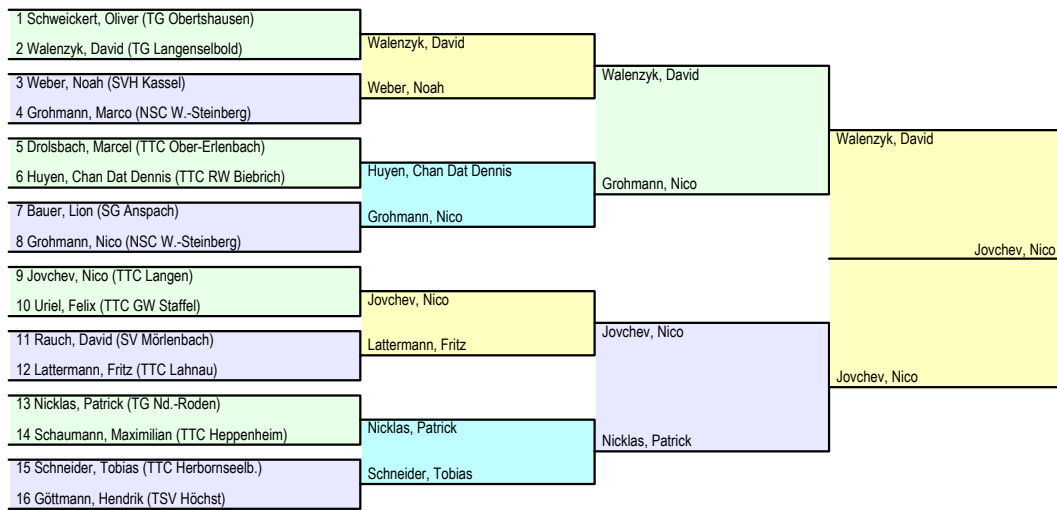 1 Schweickert, Oliver (TG Obertshausen)
2 Walenzyk, David (TG Langenselbold)
3 Weber, Noah (SVH Kassel)
4 Grohmann, Marco (NSC W.-Steinberg)
5 Drolsbach, Marcel (TTC Ober-Erlenbach)
6 Huyen, Chan Dat Dennis (TTC RW Biebrich)
7 Bauer, Lion (SG Anspach)
8 Grohmann, Nico (NSC W.-Steinberg)
9 Jovchev, Nico (TTC Langen)
10 Uriel, Felix (TTC GW Staffel)
11 Rauch, David (SV Mörlenbach)
12 Lattermann, Fritz (TTC Lahnau)
13 Nicklas, Patrick (TG Nd.-Roden)
14 Schaumann, Maximilian (TTC Heppenheim)
15 Schneider, Tobias (TTC Herbornseelb.)
16 Göttmann, Hendrik (TSV Höchst)
Walenzyk, David
Weber, Noah
Huyen, Chan Dat Dennis
Grohmann, Nico
Jovchev, Nico
Lattermann, Fritz
Nicklas, Patrick
Schneider, Tobias
Walenzyk, David
Grohmann, Nico
Jovchev, Nico
Nicklas, Patrick
Walenzyk, David
Jovchev, Nico
Jovchev, Nico